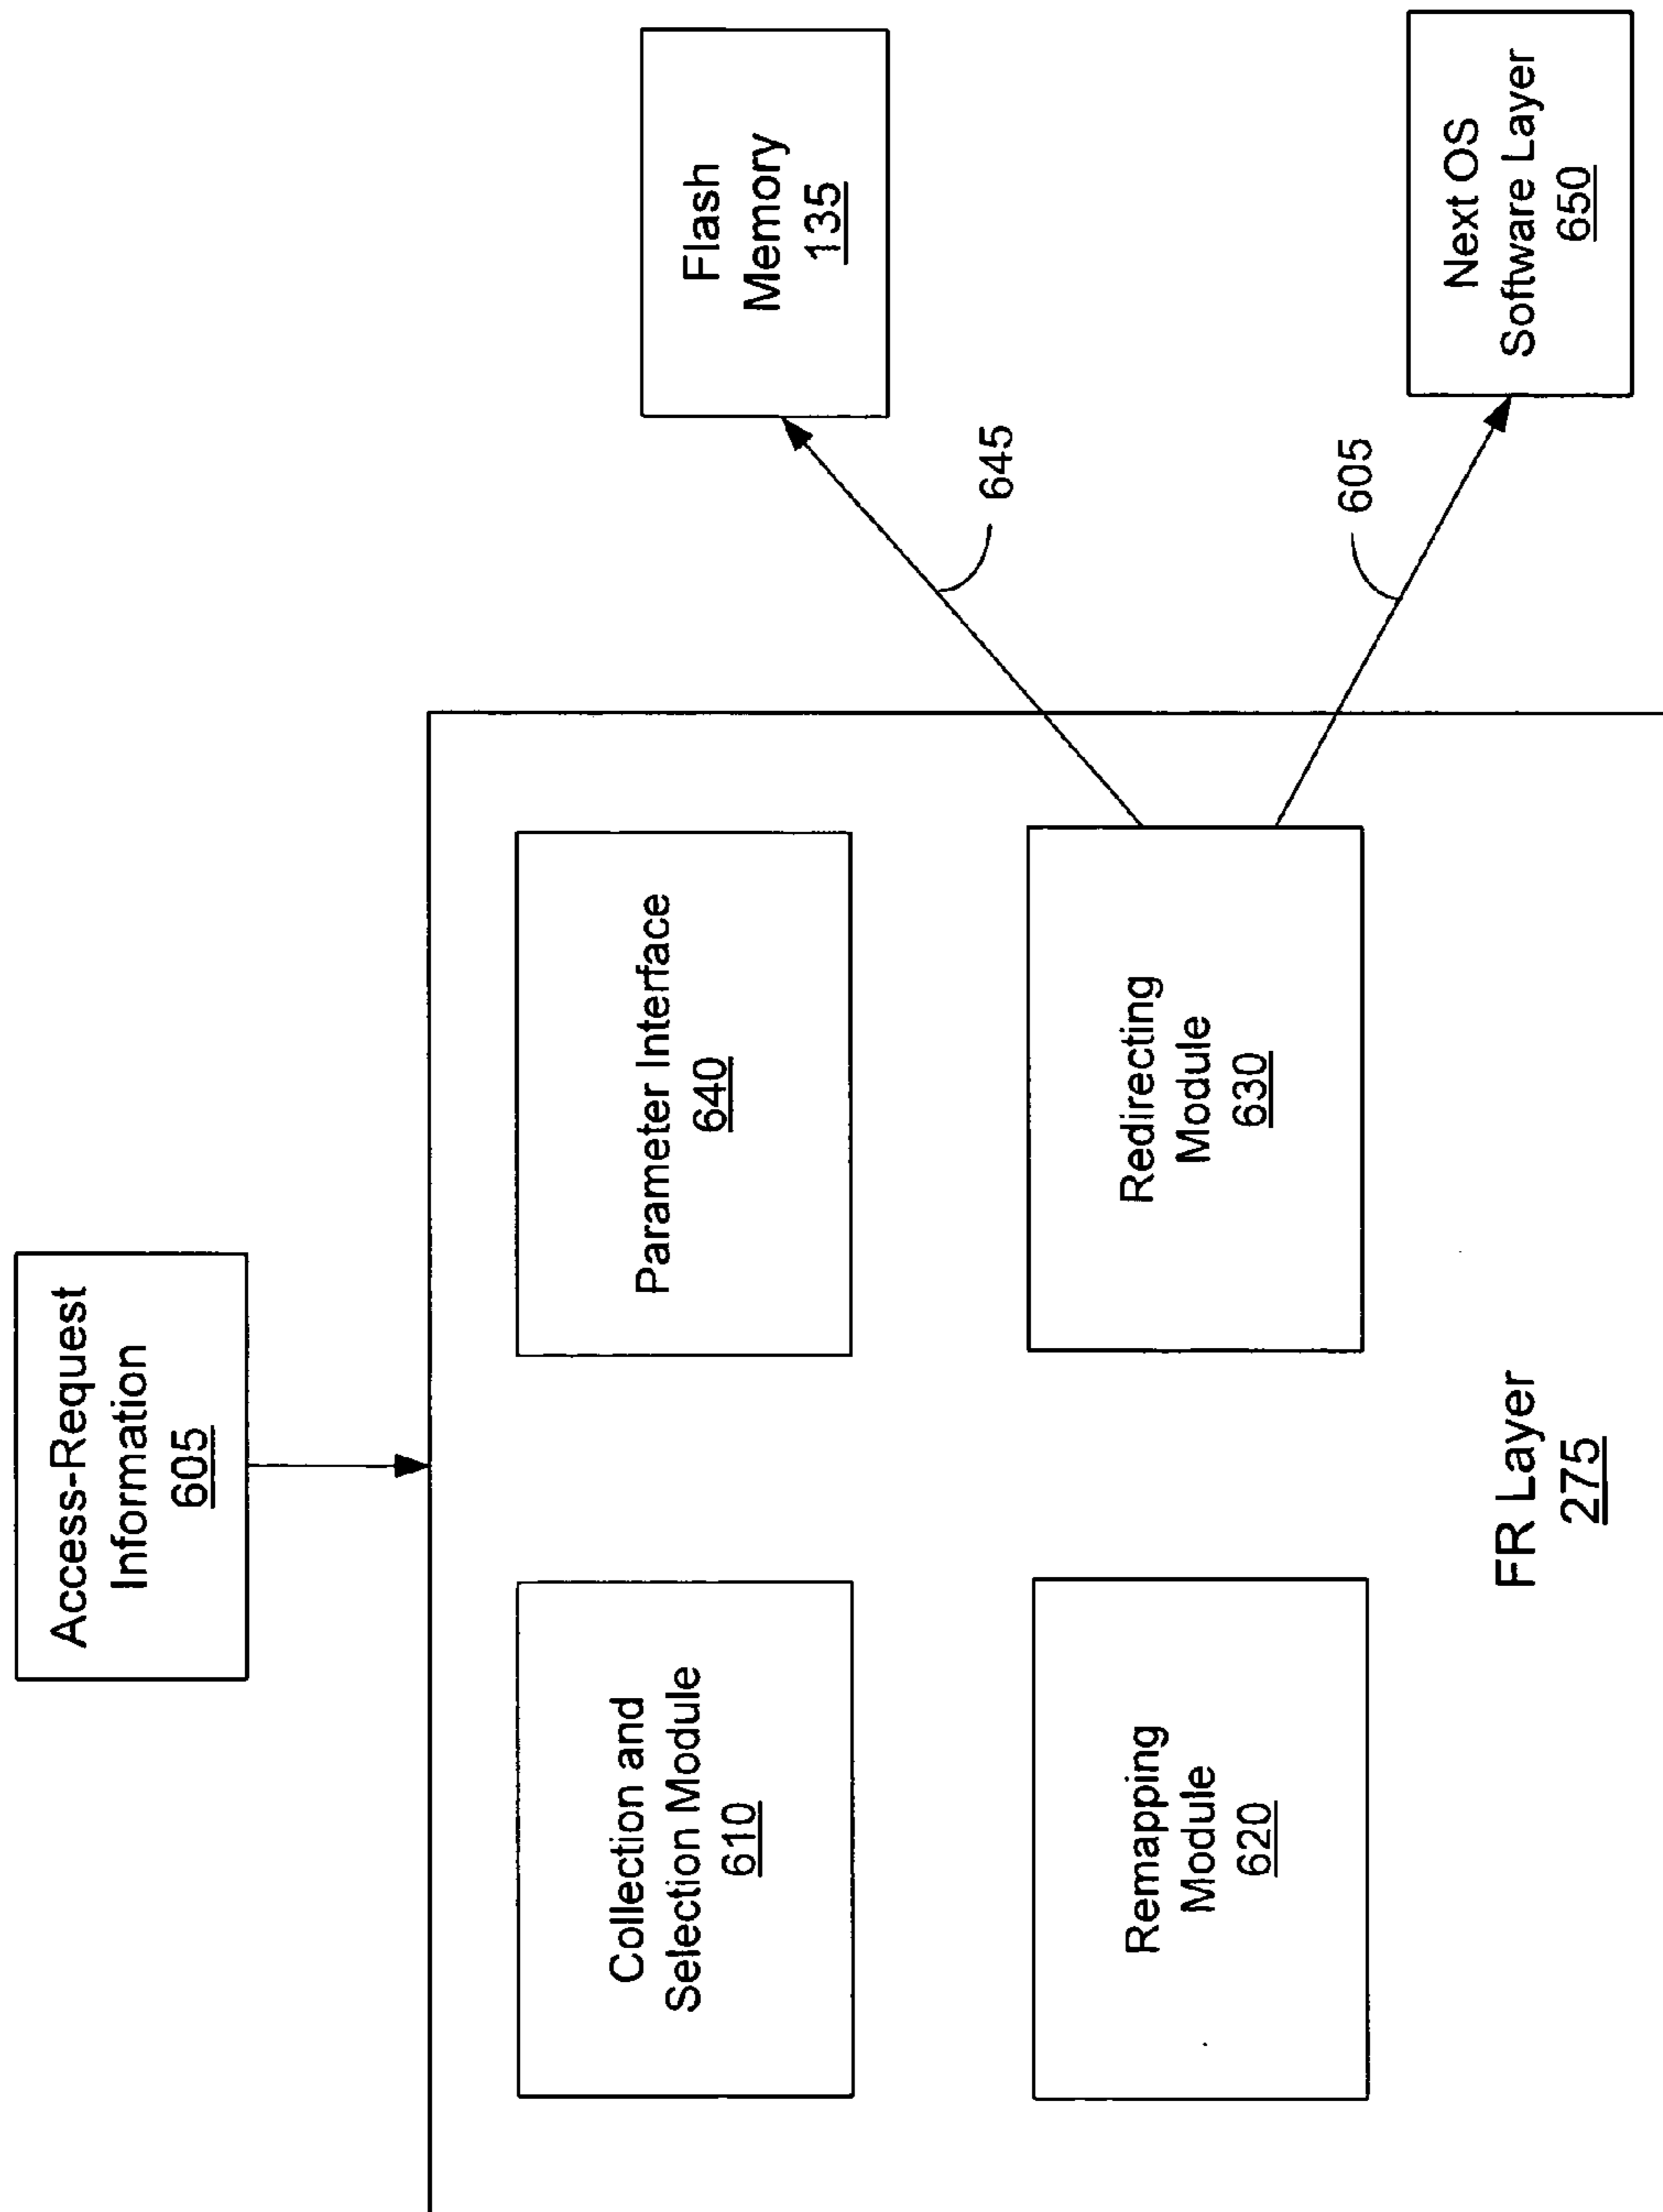 Access-Request
Information
605
Collection and
Selection Module
610
Parameter Interface
640
Flash
Memory
135
645
Remapping
Module
620
Redirecting
Module
630
605
Next OS
Software Layer
650
FR Layer
275